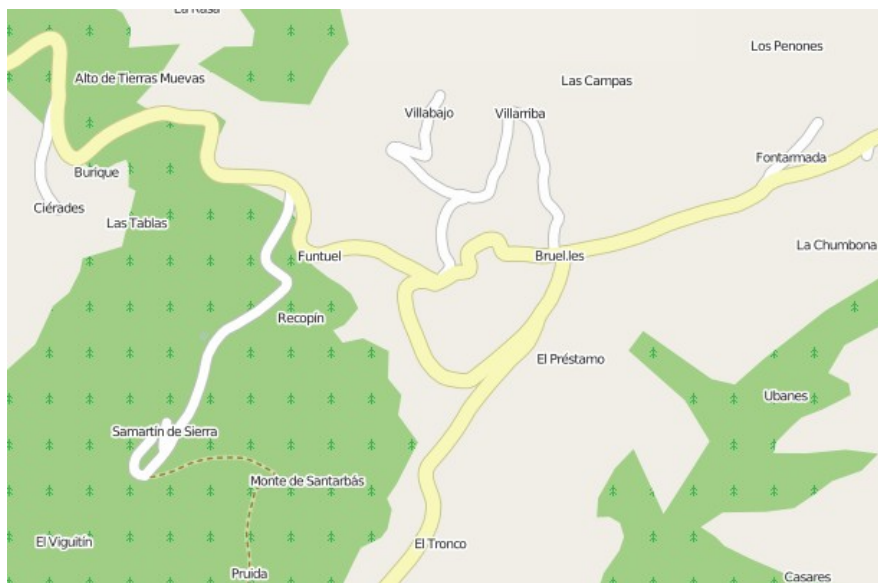 La Rasa
Los Penones
Alto de Tierras Muevas
Las Campas
Villabajo
Villarriba
Fontarmada
Burique
Ciérades
Las Tablas
La Chumbona
Funtuel
Bruel.les
Recopín
El Préstamo
Ubanes
Samartín de Sierra
Monte de Santarbás
El Viguitín
El Tronco
Pruida
Casares